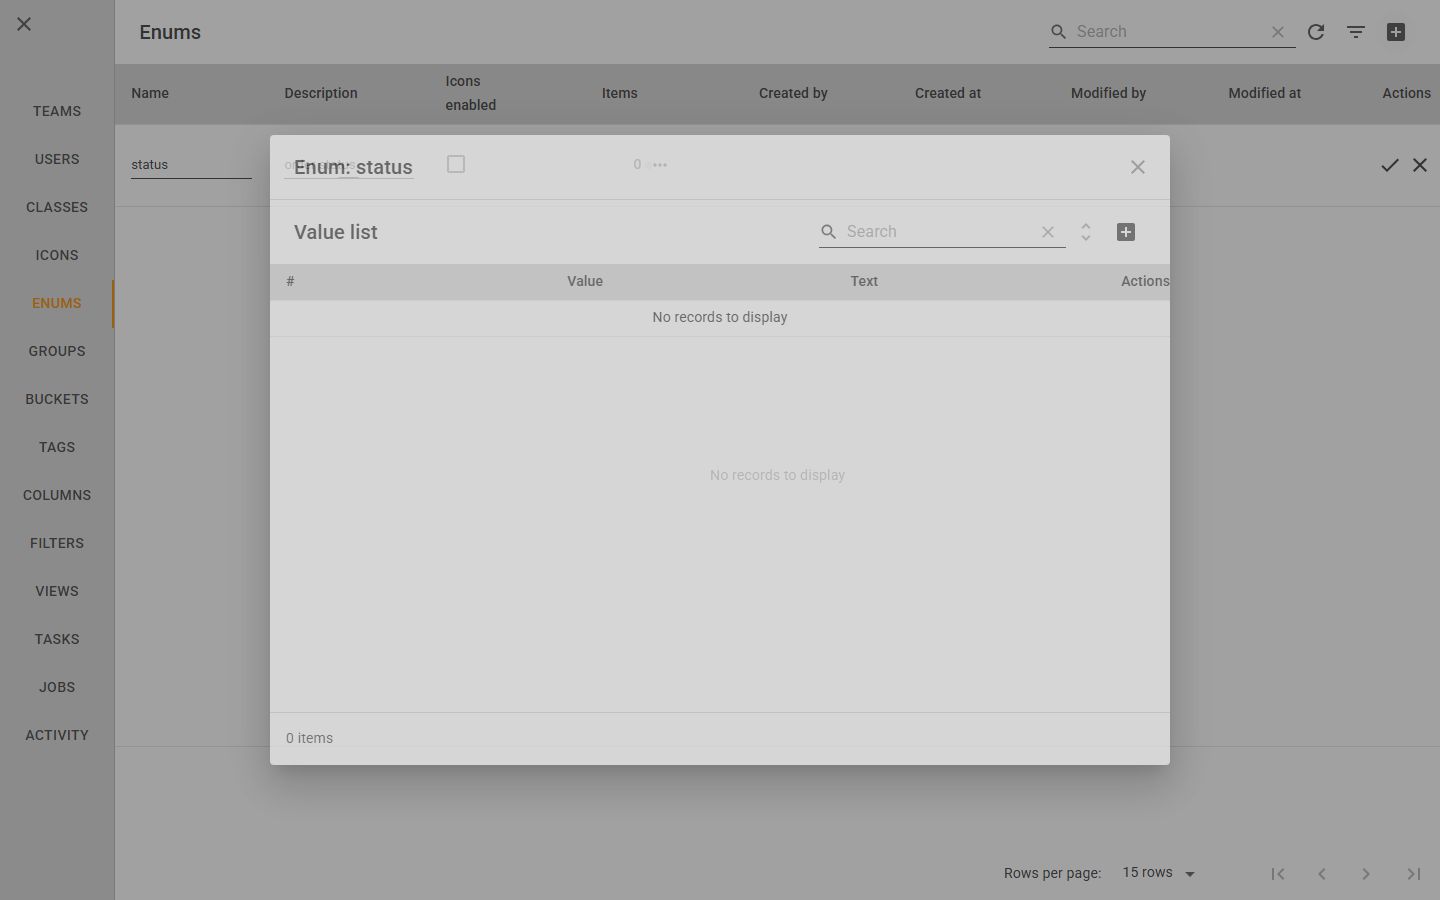 Enums
Search
TEAMS
USERS
CLASSES
ICONS
ENUMS
GROUPS
BUCKETS
TAGS
COLUMNS
FILTERS
VIEWS
TASKS
JOBS
ACTIVITY
Name
Description
Icons
enabled
Items
Created by
Created at
Modified by
Modified at
Actions
status
0
Enum: status
Value list
Search
#
Value
Text
Actions
No records to display
No records to display
0 items
Rows per page:
15 rows